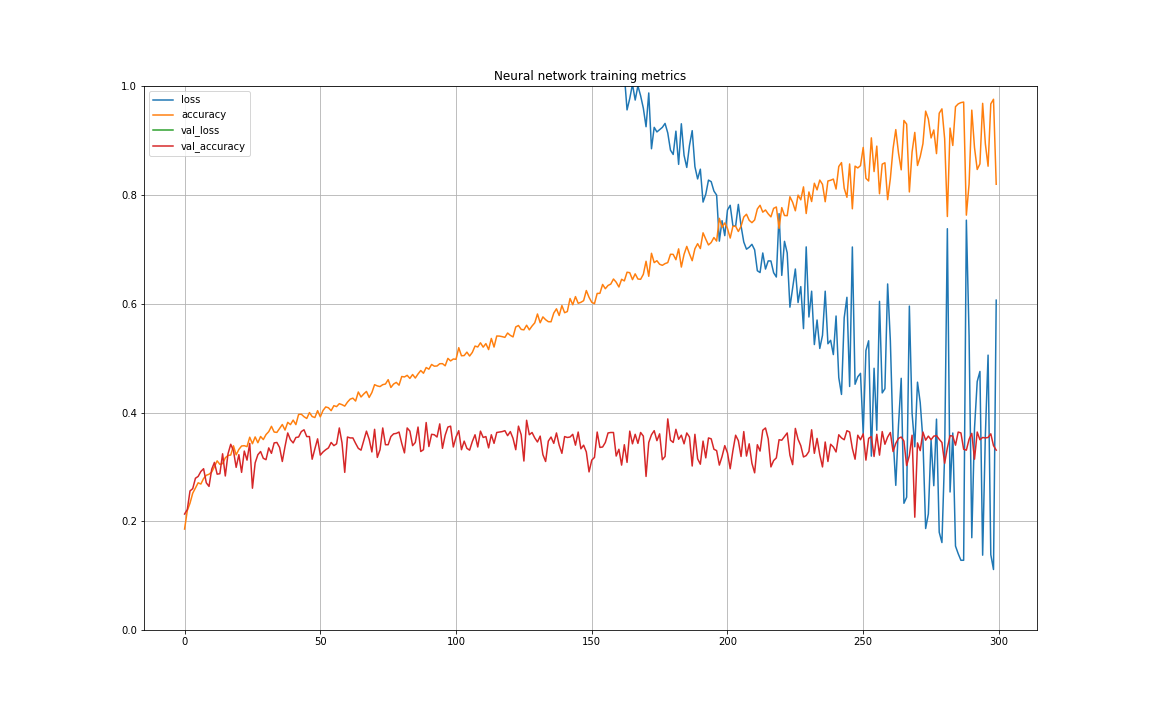 Neural network training metrics
1.0
loss
accuracy
val_loss
val_accuracy
0.8
0.6
0.4
0.2
0.0
0 50 100 150 200 250 300